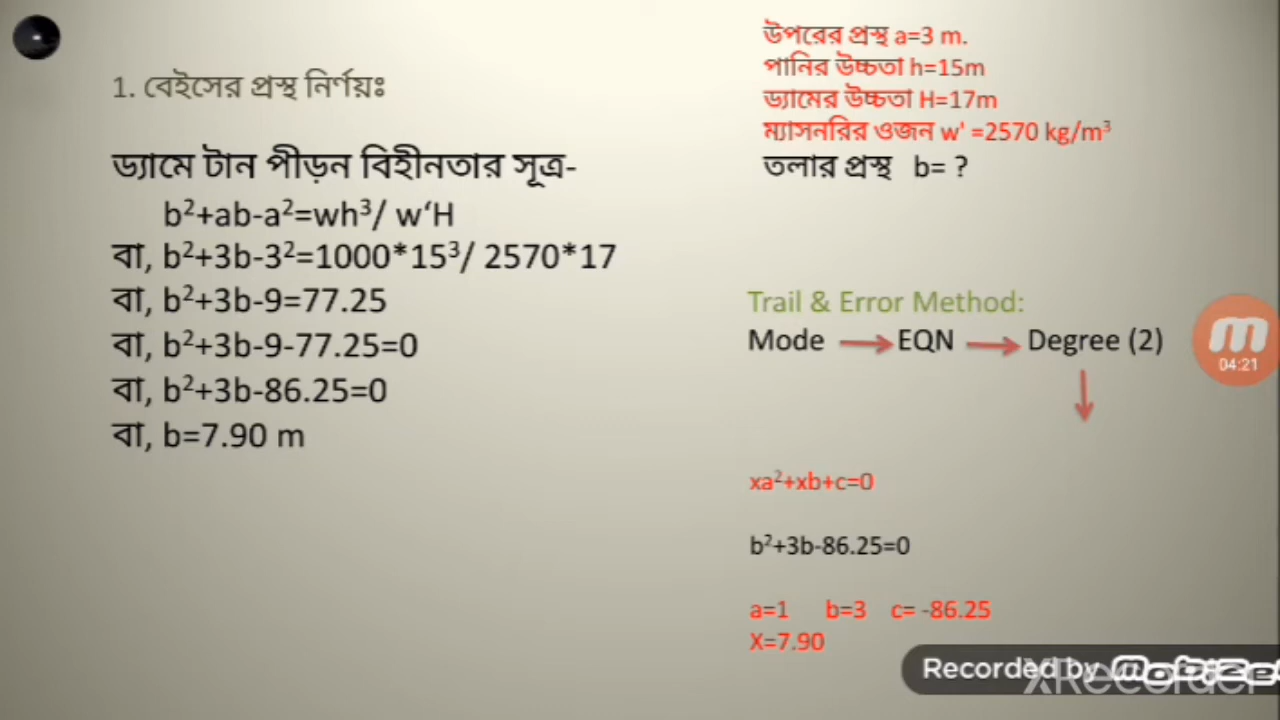 1. বেইসের প্রস্থ নির্ণয়ঃ
ড্যামে টান পীড়ন বিহীনতার সূত্র-
b²+ab-a²=wh³/ w‘H
বা, b²+3b-3²=1000*15³/ 2570*17
বা, b²+3b-9=77.25
বা, b²+3b-9-77.25=0
বা, b²+3b-86.25=0
বা, b=7.90 m
উপরের প্রস্থ a=3 m.
পানির উচ্চতা h=15m
ড্যামের উচ্চতা H=17m
ম্যাসনরির ওজন w' =2570 kg/m³
তলার প্রস্থ b= ?
Trail & Error Method:
Mode → EQN → Degree (2)
↓
xa²+xb+c=0
b²+3b-86.25=0
a=1 b=3 c= -86.25
X=7.90
04:21
Recorded by
XRecorder